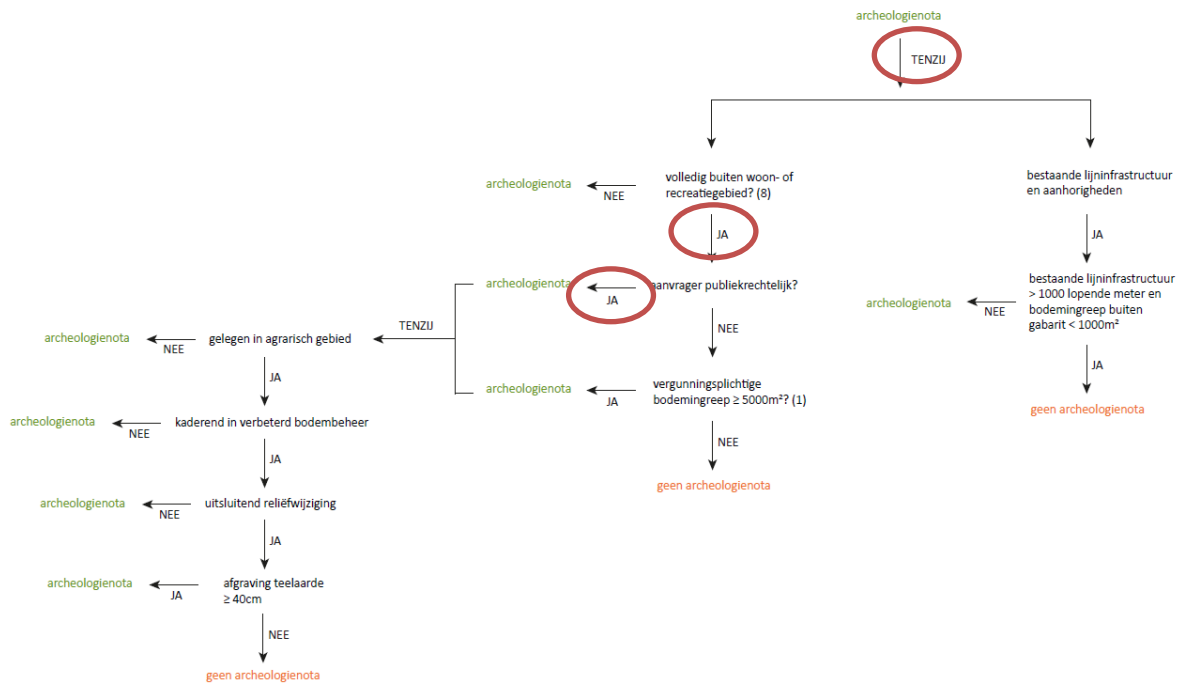 archeologienota
TENZIJ
volledig buiten woon- of
recreatiegebied? (8)
archeologienota
NEE
JA
bestaande lijninfrastructuur
en aanhorigheden
JA
aanvrager publiekrechtelijk?
archeologienota
JA
NEE
bestaande lijninfrastructuur
> 1000 lopende meter en
bodemingreep buiten
gabarit < 1000m²
archeologienota
NEE
JA
geen archeologienota
TENZIJ
gelegen in agrarisch gebied
archeologienota
NEE
JA
vergunningsplichtige
bodemingreep ≥ 5000m²? (1)
archeologienota
JA
NEE
geen archeologienota
kaderend in verbeterd bodembeheer
archeologienota
NEE
JA
uitsluitend reliëfwijziging
archeologienota
NEE
JA
afgraving teelaarde
≥ 40cm
archeologienota
JA
NEE
geen archeologienota